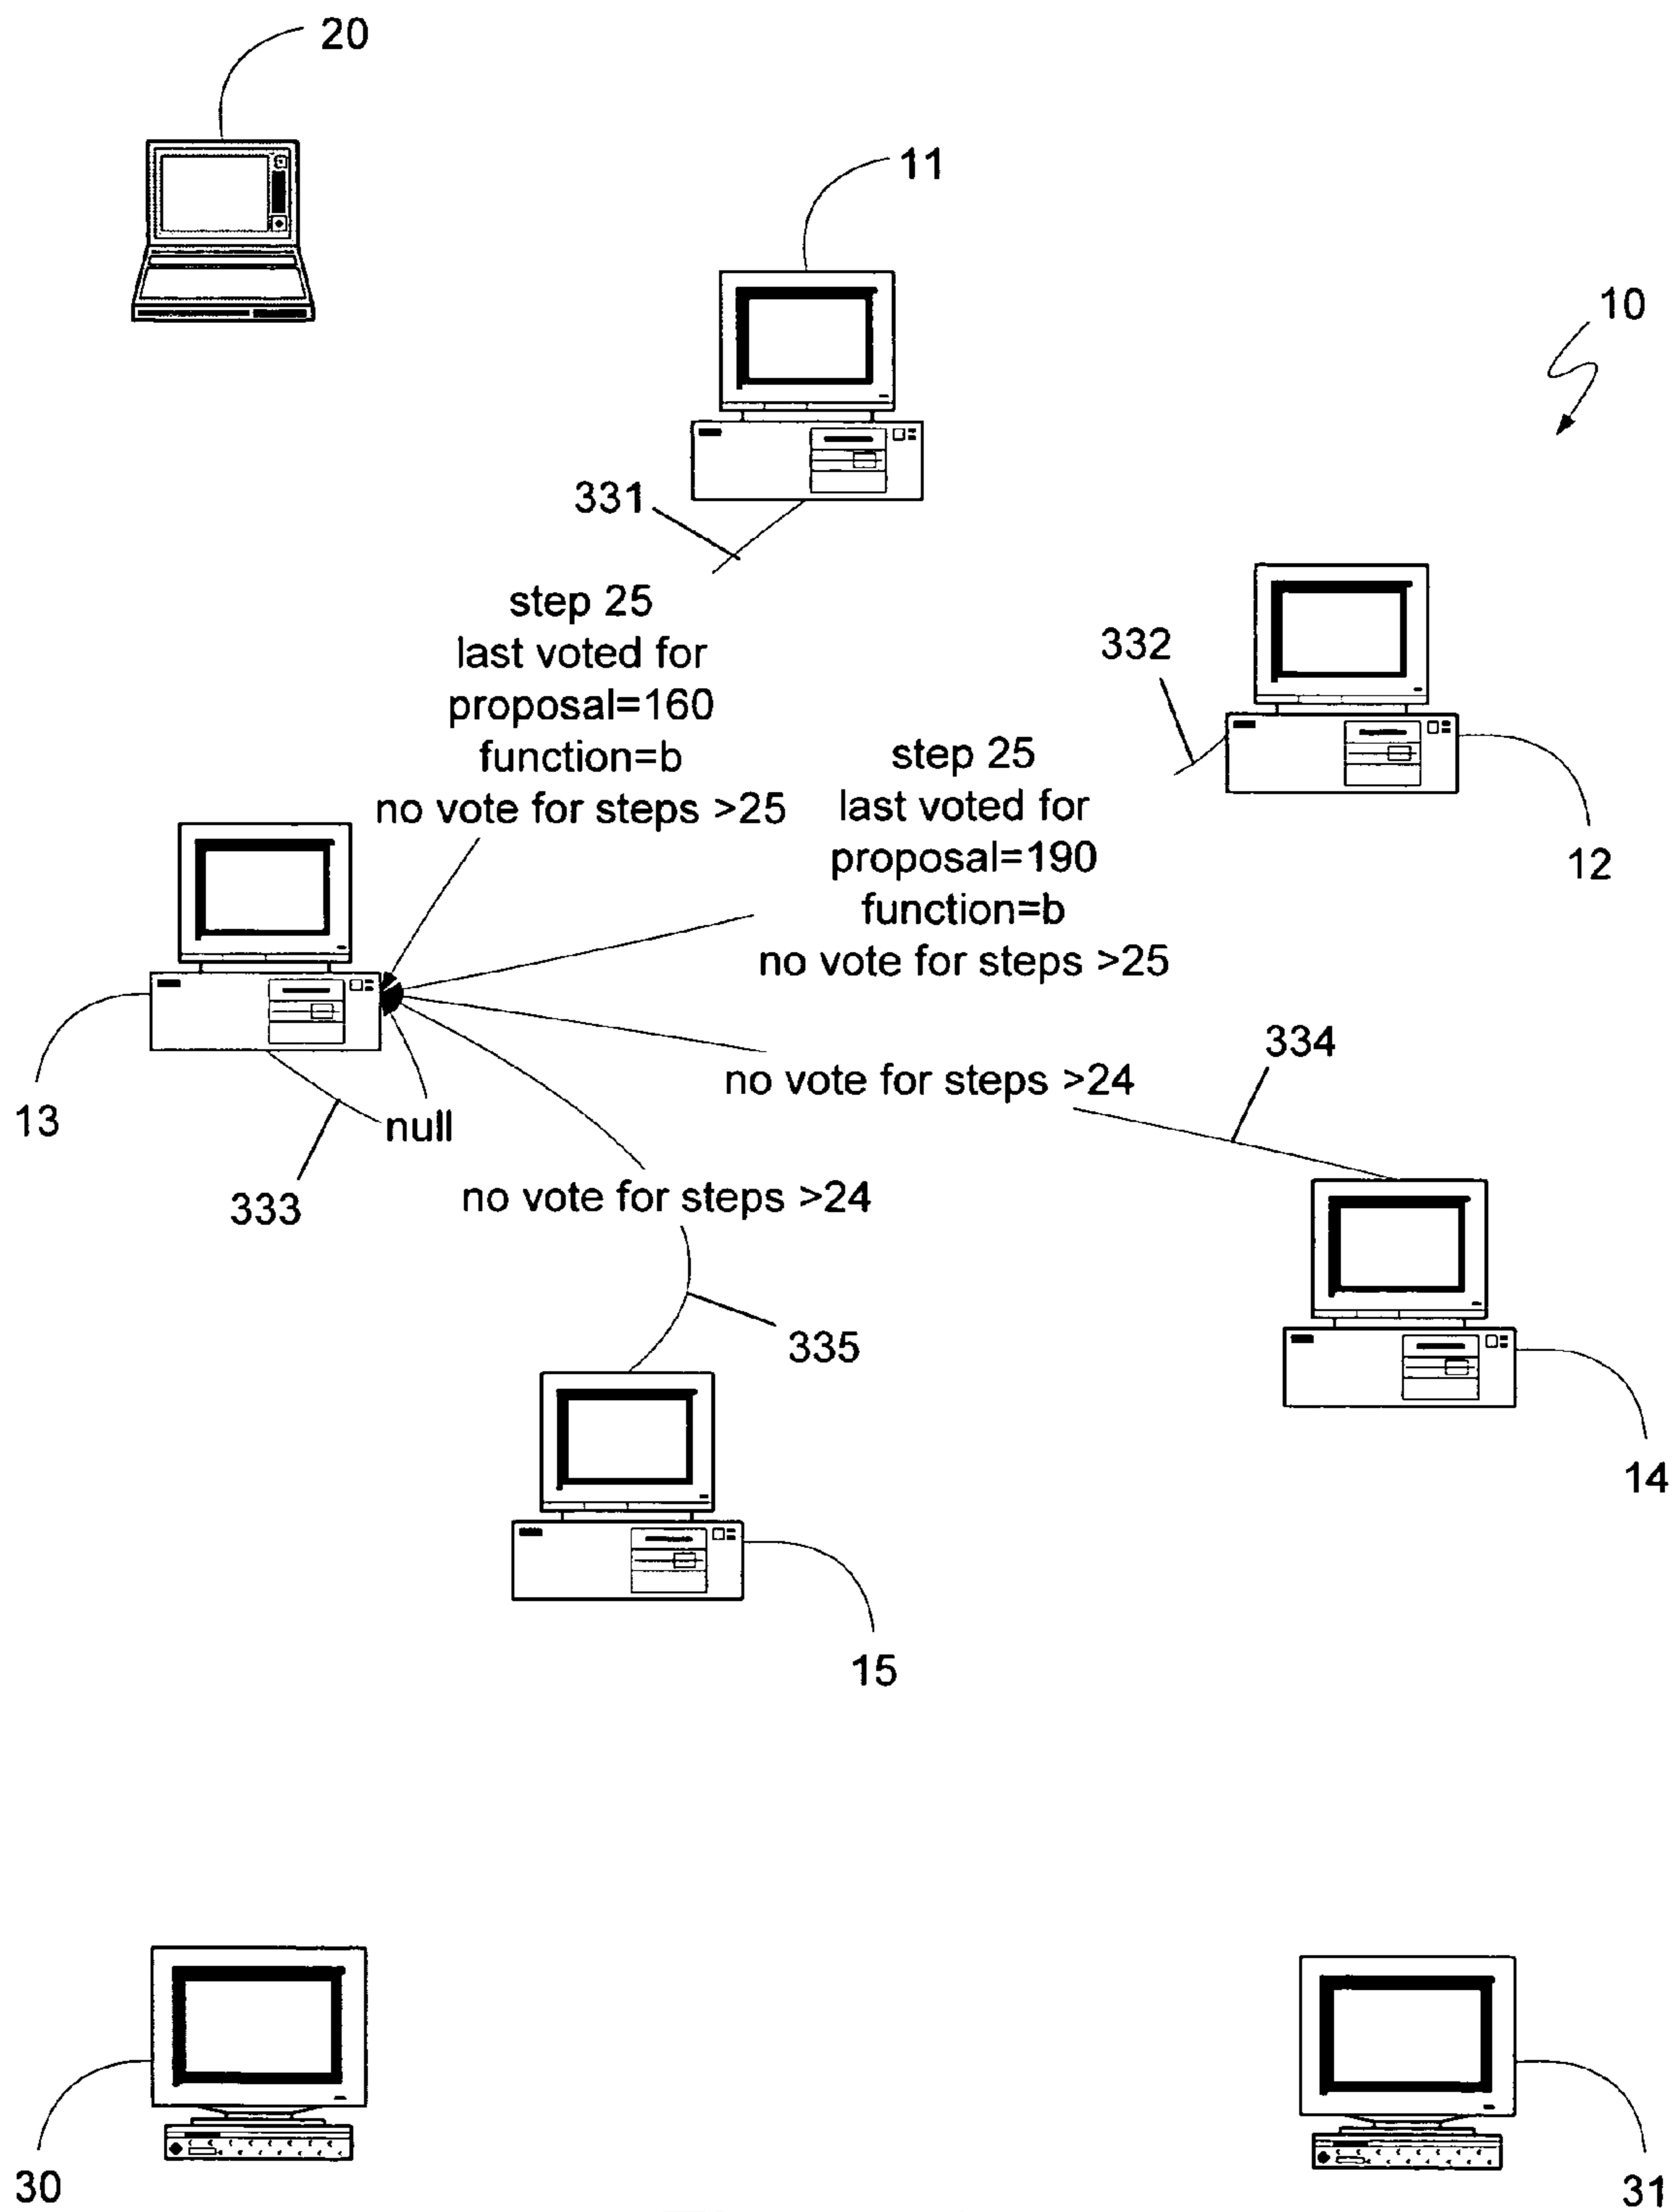 20
11
10
331
step 25
last voted for
proposal=160
function=b
no vote for steps >25
332
step 25
last voted for
proposal=190
function=b
no vote for steps >25
12
334
no vote for steps >24
13
null
333
no vote for steps >24
335
14
15
30
31